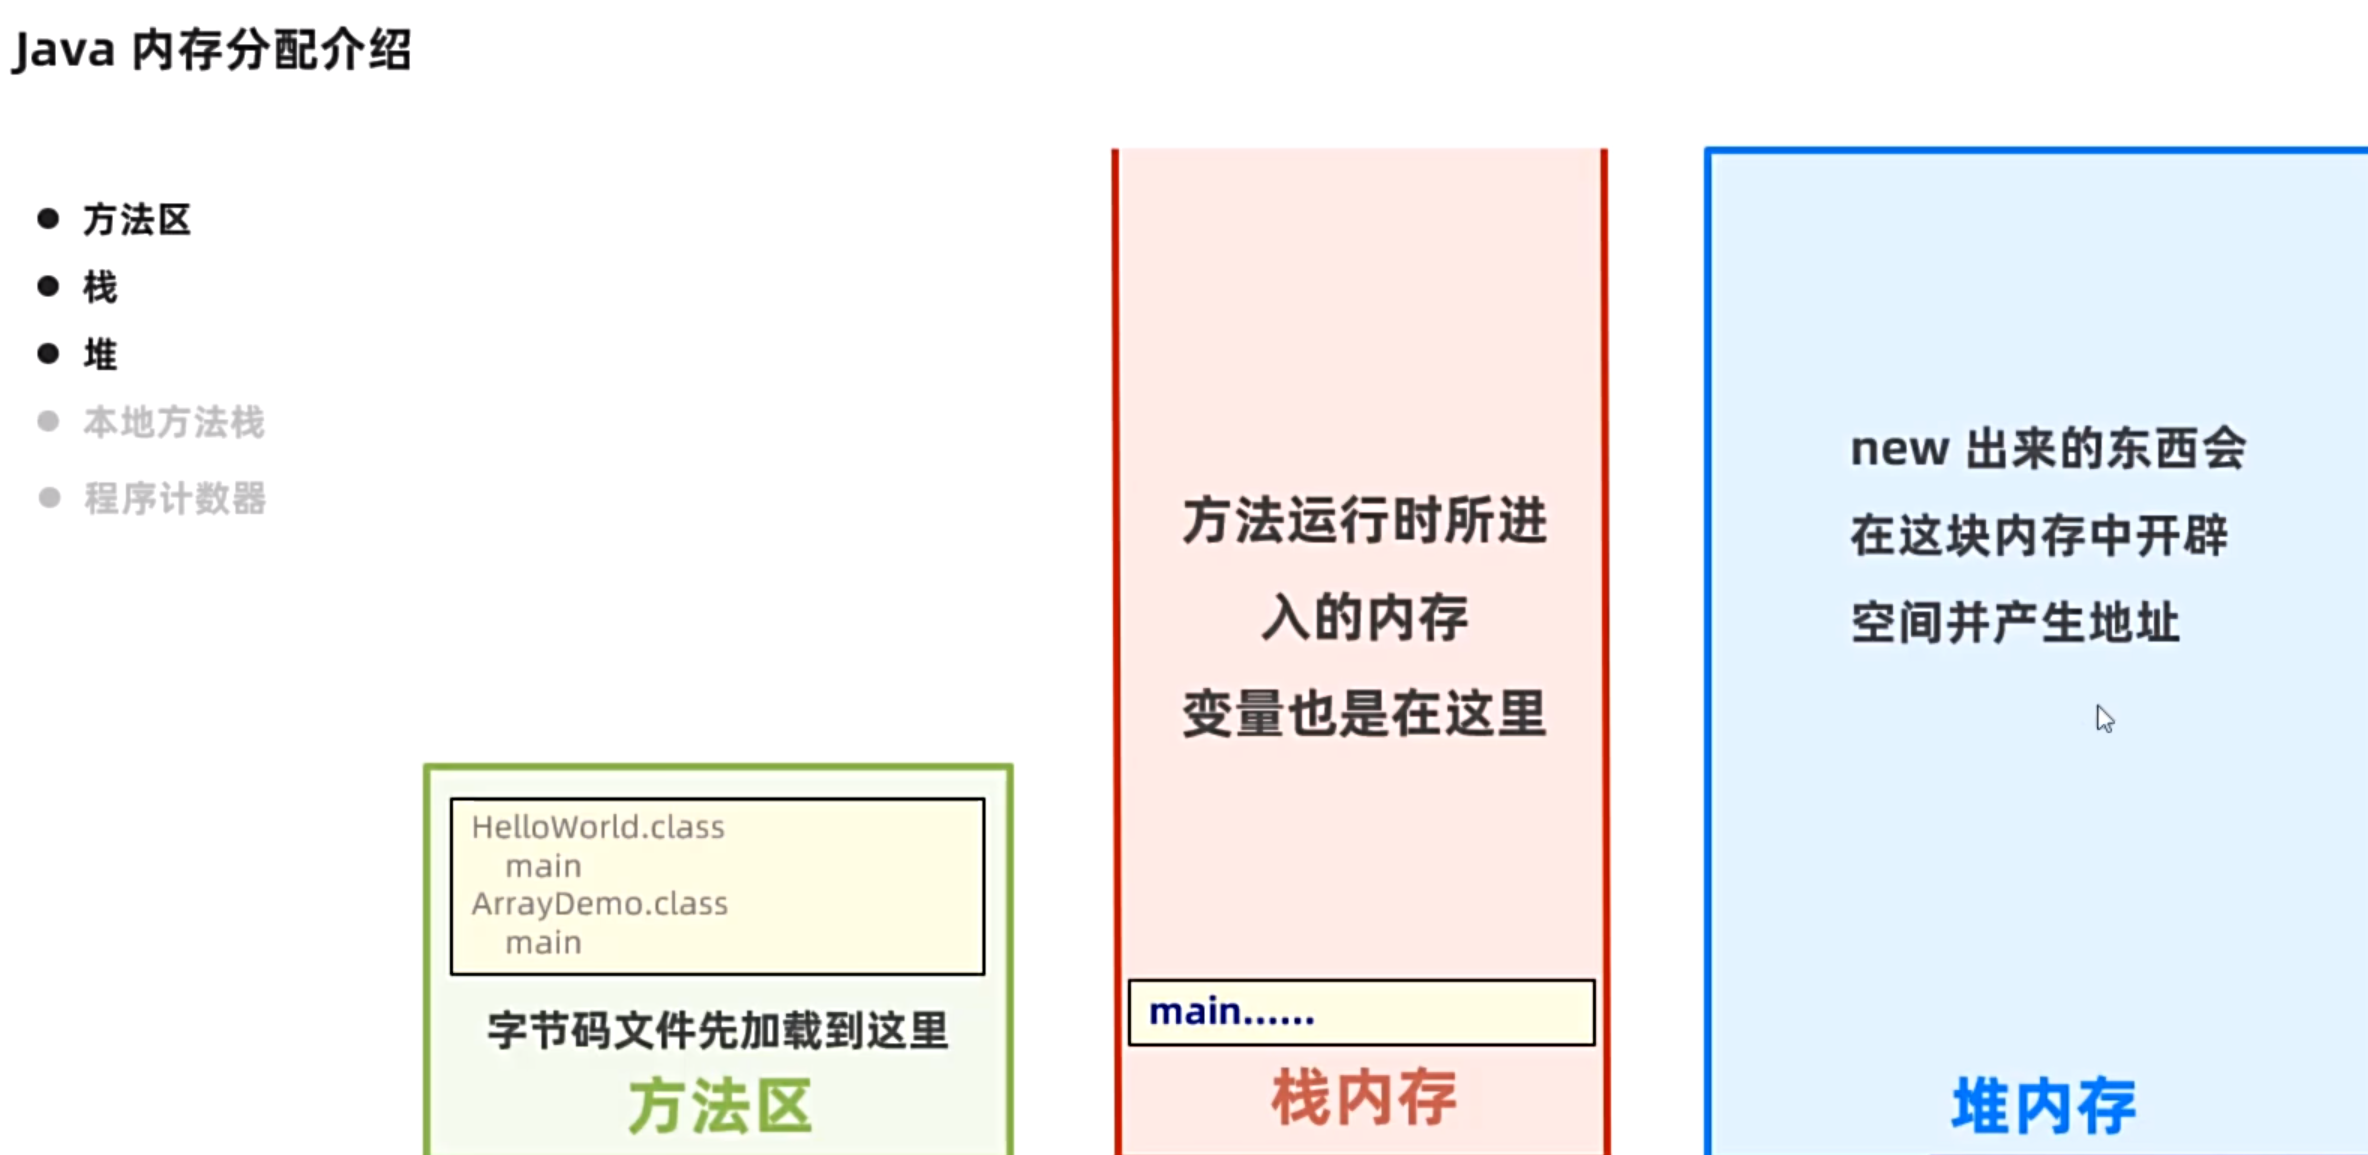 Java 内存分配介绍
方法区
栈
堆
本地方法栈
程序计数器
HelloWorld.class
main
ArrayDemo.class
main
字节码文件先加载到这里
方法区
方法运行时所进
入的内存
变量也是在这里
main......
栈内存
new 出来的东西会
在这块内存中开辟
空间并产生地址
堆内存